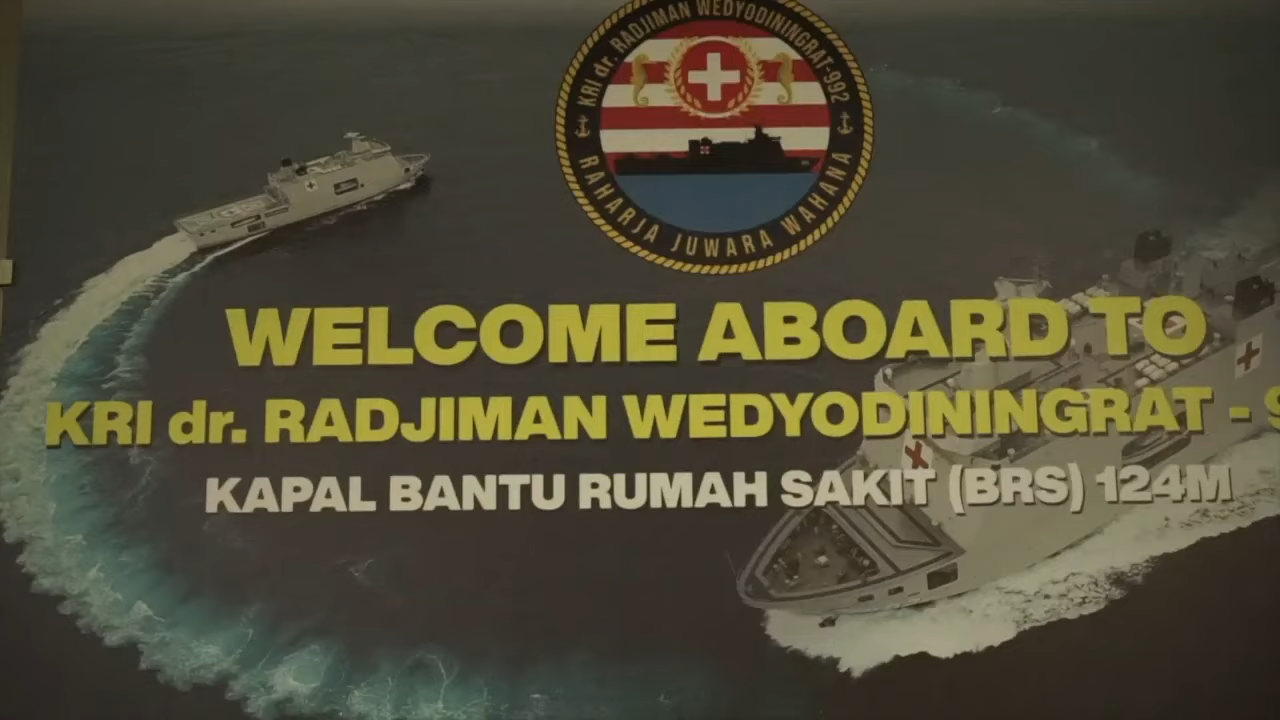 KRI dr. RADJIMAN WEDYODININGRAT-992
RAHARJA JUWARA WAHANA
WELCOME ABOARD TO
KRI dr. RADJIMAN WEDYODININGRAT - 9
KAPAL BANTU RUMAH SAKIT (BRS) 124M